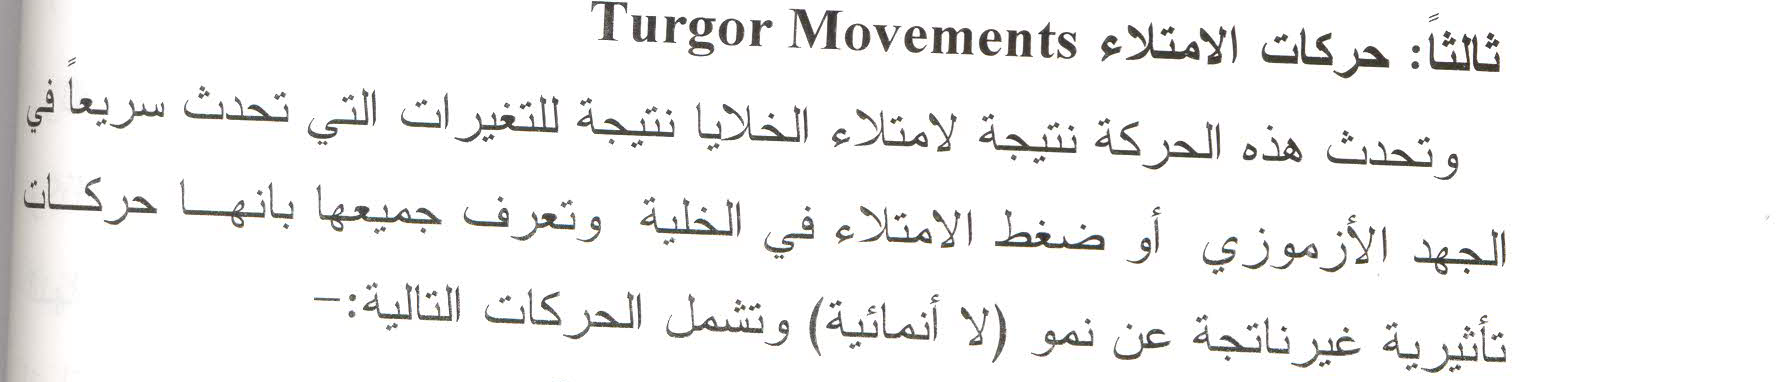 ثالثاً: حركات الامتلاء Turgor Movements
وتحدث هذه الحركة نتيجة لامتلاء الخلايا نتيجة للتغيرات التي تحدث سريعاً في
الجهد الأزموزي أو ضغط الامتلاء في الخلية وتعرف جميعها بانهـا حركـات
تأثيرية غيرناتجة عن نمو (لا أنمائية) وتشمل الحركات التالية:-